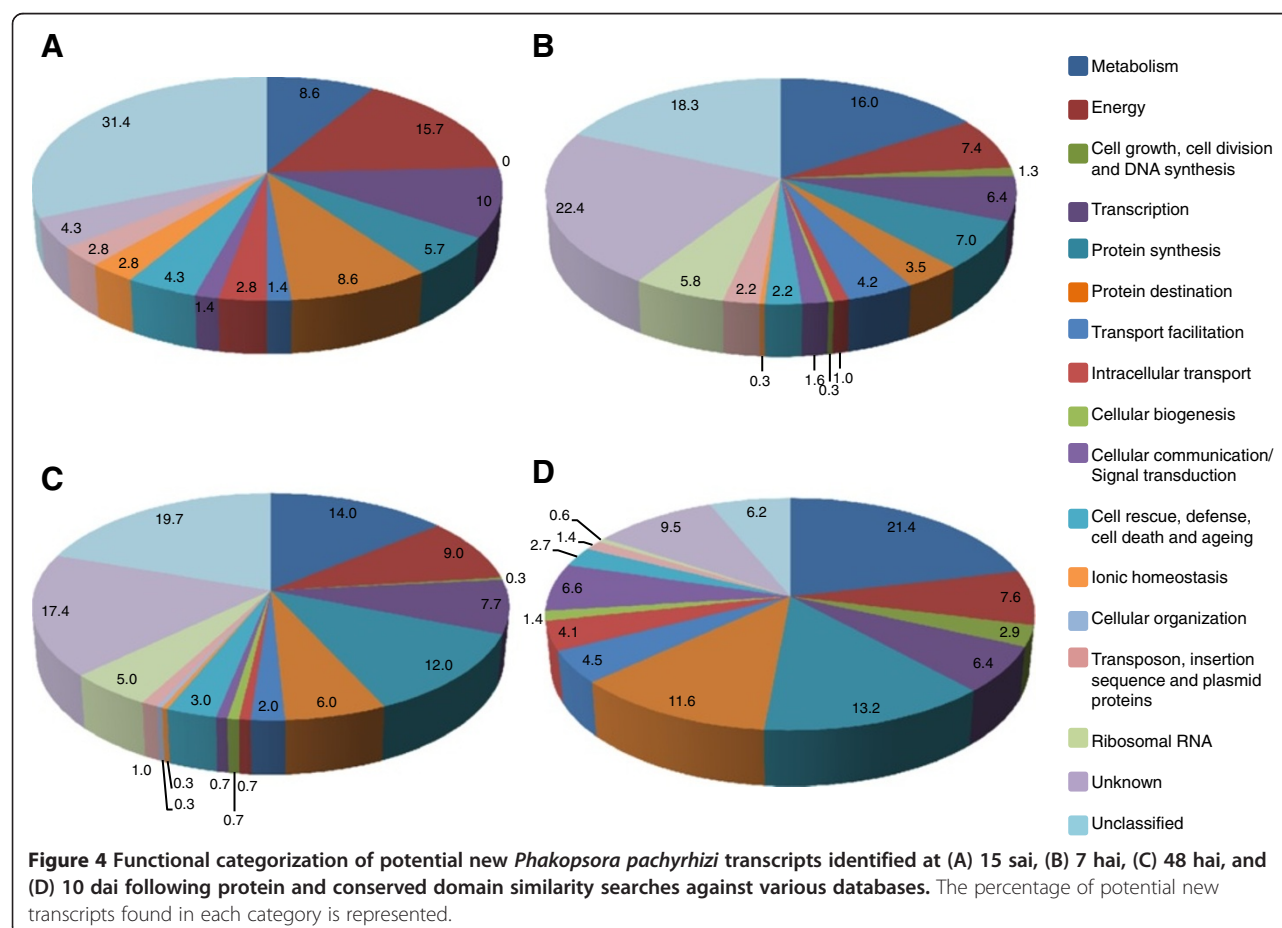 A
8.6
15.7
0
10
5.7
8.6
1.4
2.8
1.4
4.3
2.8
2.8
4.3
31.4
B
16.0
7.4
1.3
6.4
7.0
3.5
4.2
1.0
0.3
1.6
2.2
0.3
2.2
5.8
22.4
18.3
C
14.0
9.0
0.3
7.7
12.0
6.0
2.0
0.7
0.7
0.7
3.0
0.3
0.3
1.0
5.0
17.4
19.7
D
21.4
7.6
2.9
6.4
13.2
11.6
4.5
4.1
1.4
6.6
2.7
1.4
0.6
9.5
6.2
Metabolism
Energy
Cell growth, cell division
and DNA synthesis
Transcription
Protein synthesis
Protein destination
Transport facilitation
Intracellular transport
Cellular biogenesis
Cellular communication/
Signal transduction
Cell rescue, defense,
cell death and ageing
Ionic homeostasis
Cellular organization
Transposon, insertion
sequence and plasmid
proteins
Ribosomal RNA
Unknown
Unclassified
Figure 4 Functional categorization of potential new Phakopsora pachyrhizi transcripts identified at (A) 15 sai, (B) 7 hai, (C) 48 hai, and
(D) 10 dai following protein and conserved domain similarity searches against various databases. The percentage of potential new
transcripts found in each category is represented.